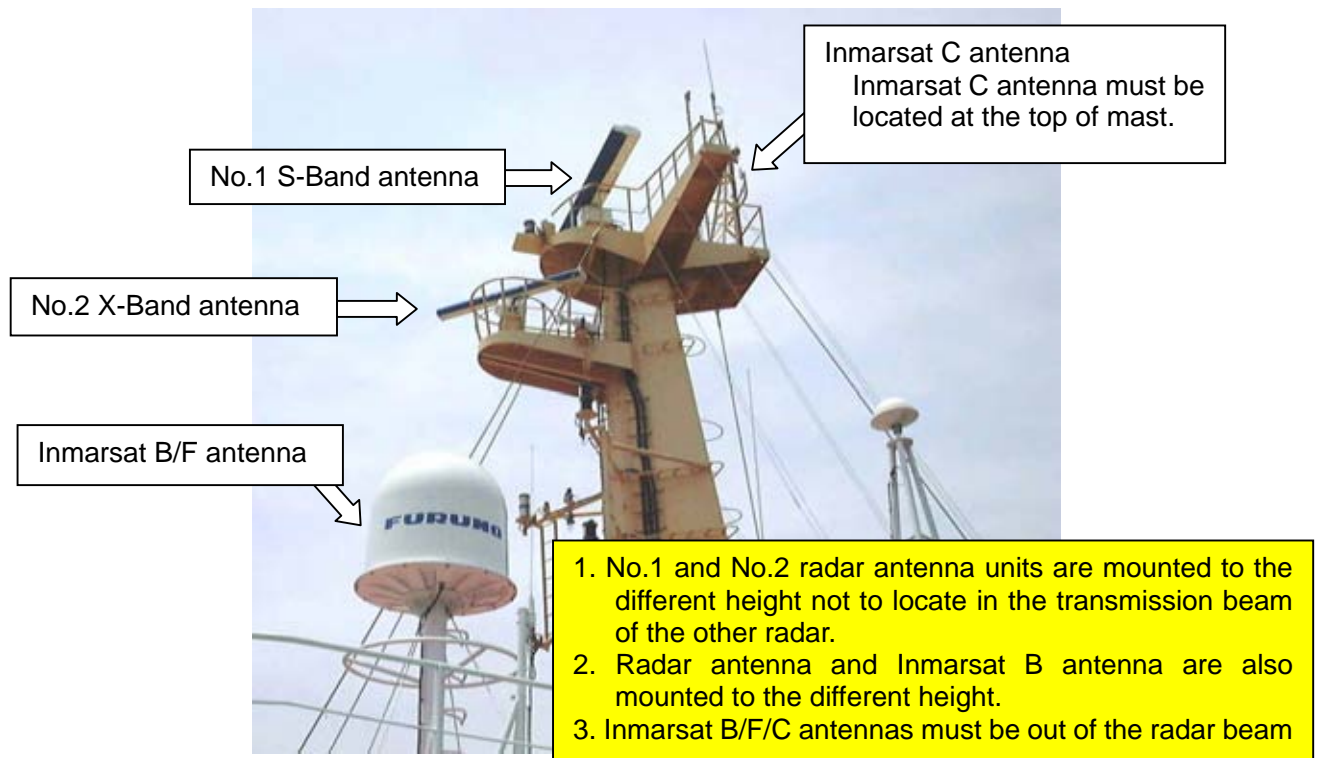 Inmarsat C antenna
Inmarsat C antenna must be
located at the top of mast.
No.1 S-Band antenna
No.2 X-Band antenna
Inmarsat B/F antenna
FURUNO
1. No.1 and No.2 radar antenna units are mounted to the
different height not to locate in the transmission beam
of the other radar.
2. Radar antenna and Inmarsat B antenna are also
mounted to the different height.
3. Inmarsat B/F/C antennas must be out of the radar beam